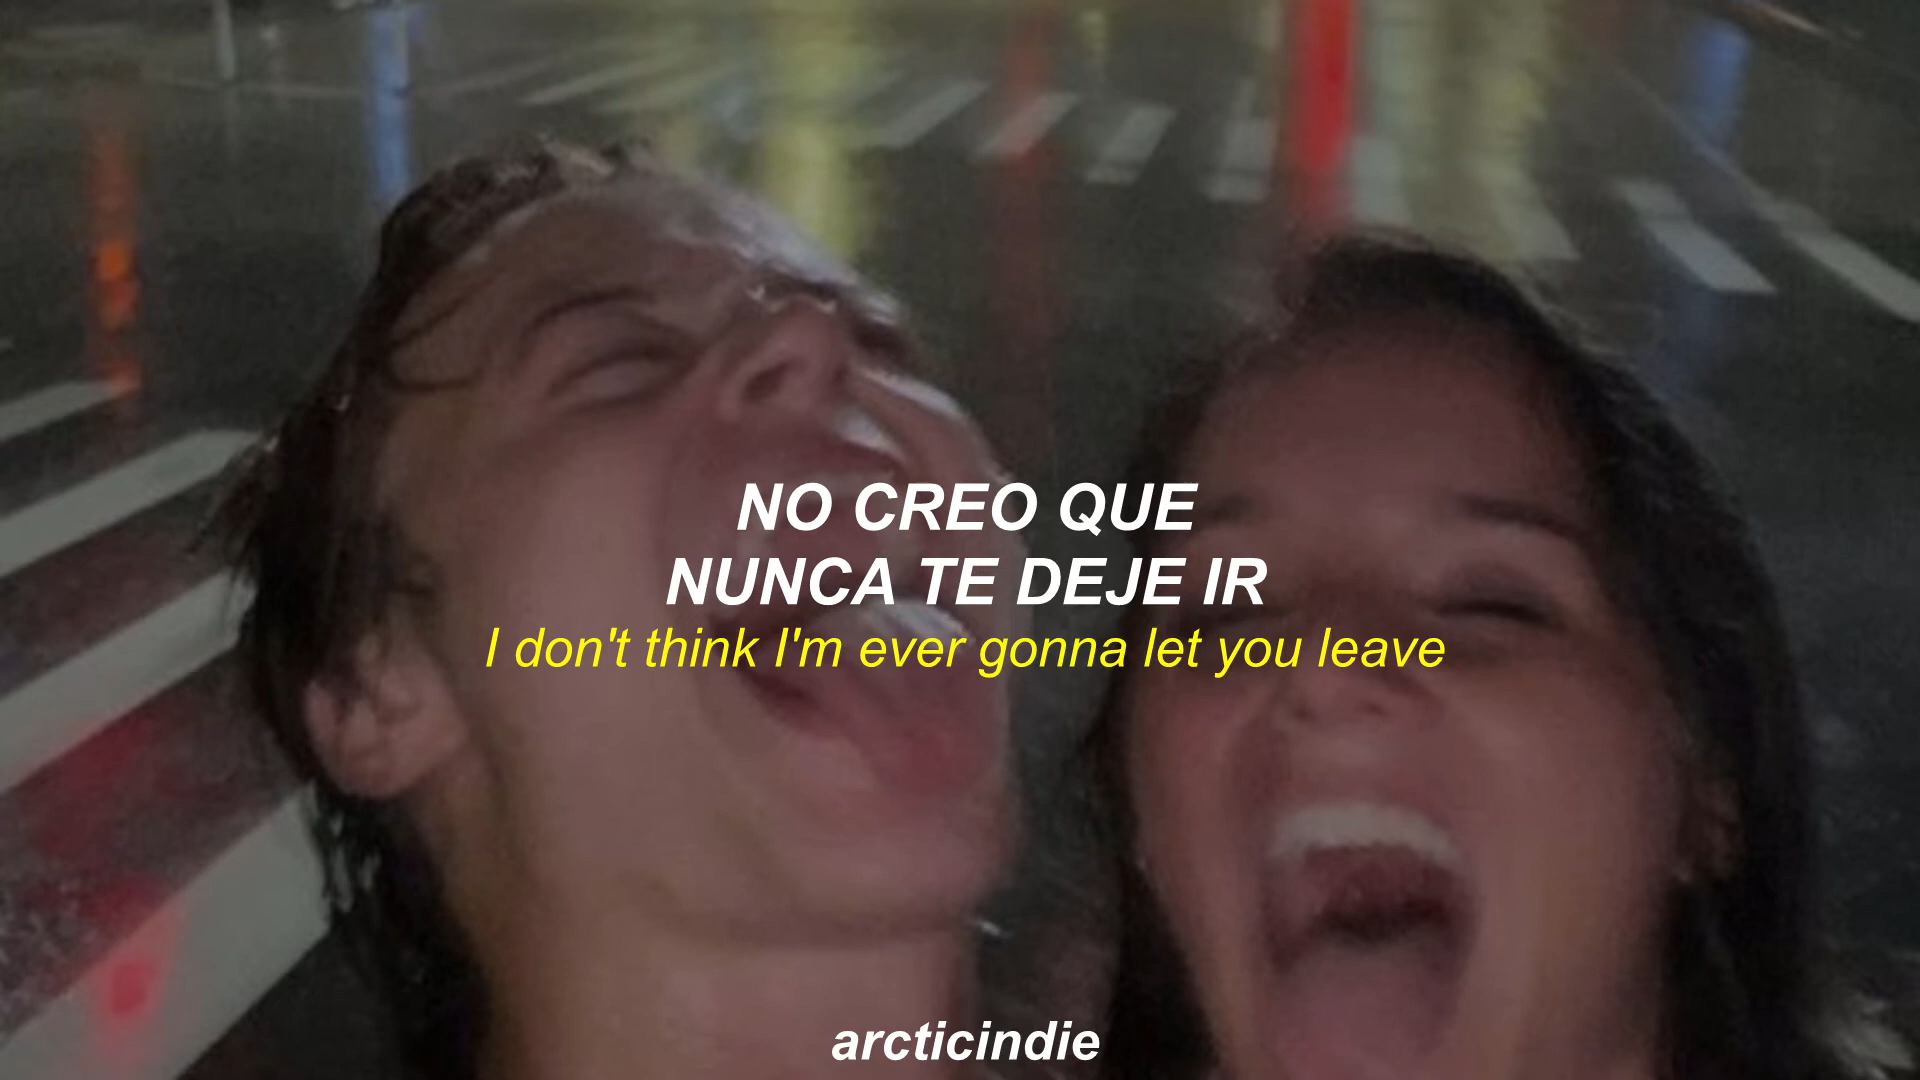 NO CREO QUE
NUNCA TE DEJE IR
I don't think I'm ever gonna let you leave
arcticindie